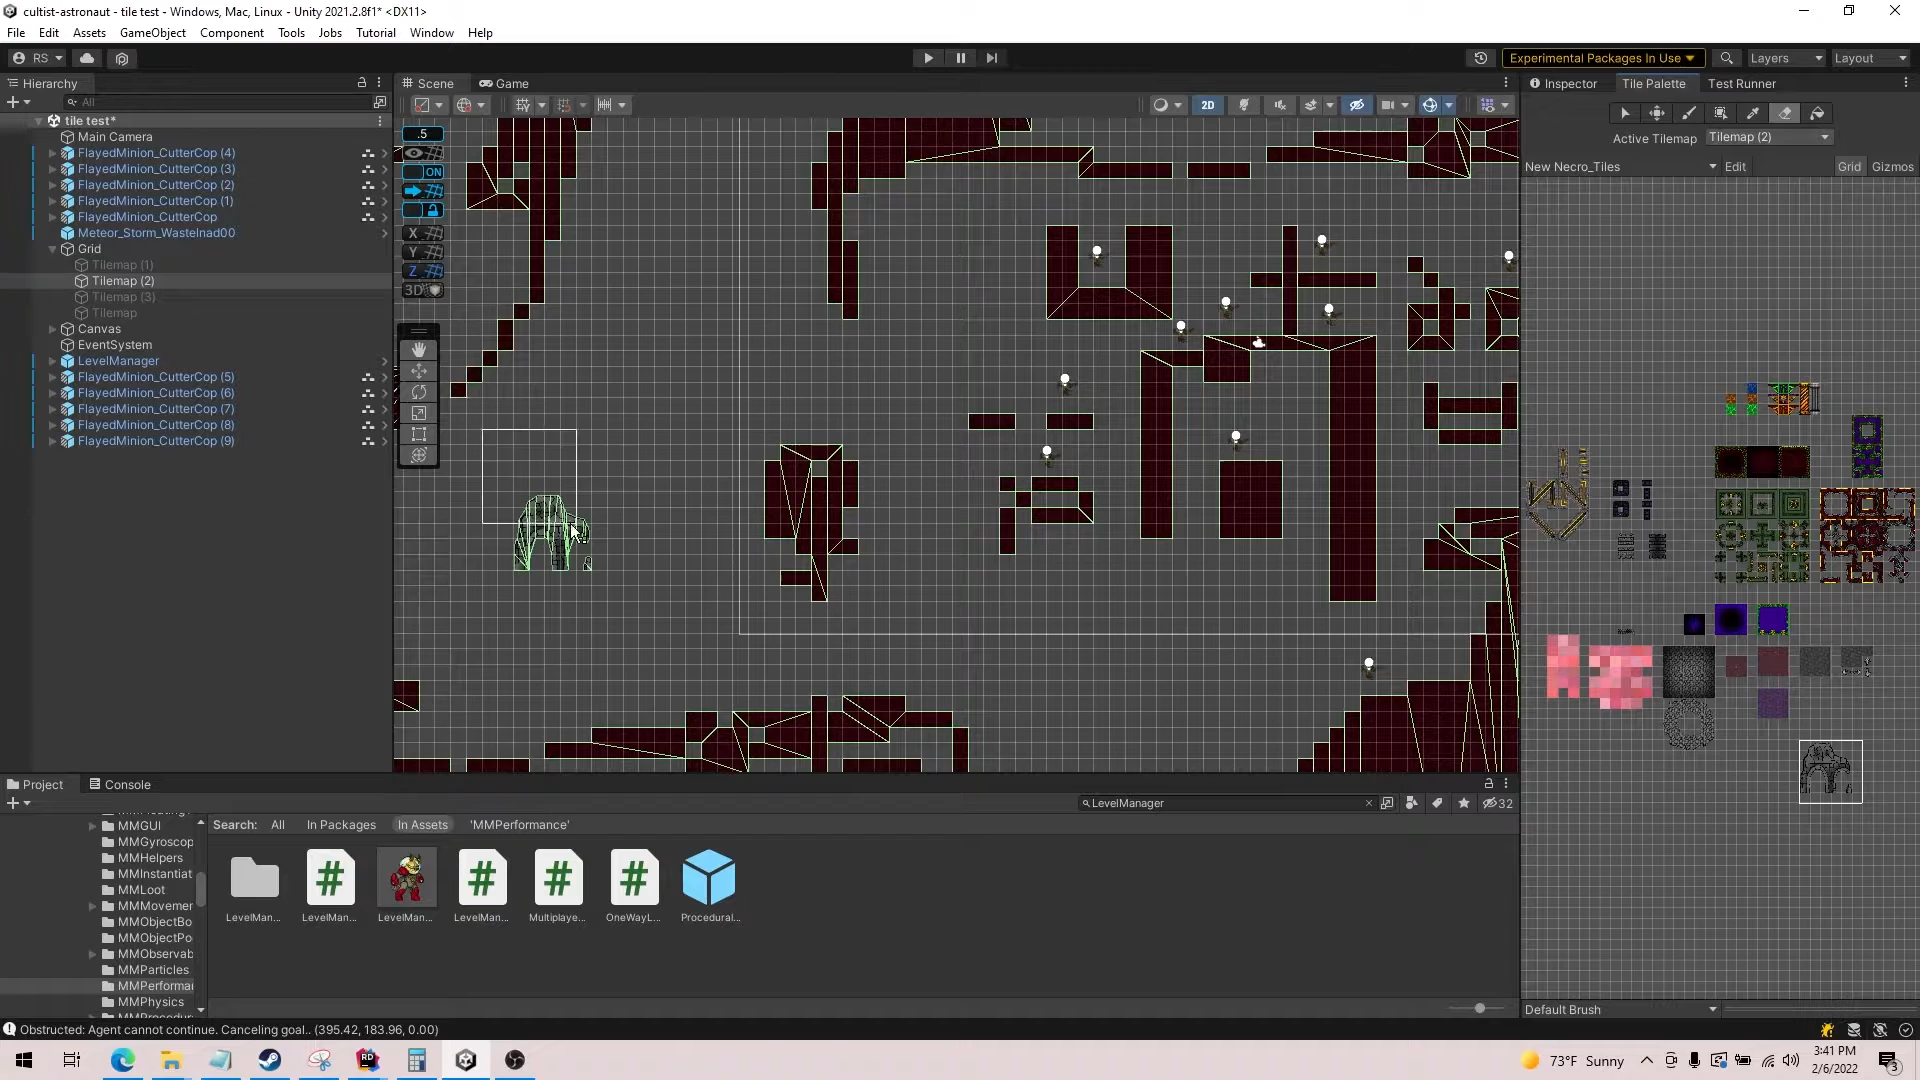 cultist-astronaut - tile test - Windows, Mac, Linux - Unity 2021.2.8f1* <DX11>
File Edit Assets GameObject Component Tools Jobs Tutorial Window Help
RS
Experimental Packages In Use
Layers
Layout
Hierarchy
Scene
Game
Inspector
Tile Palette
Test Runner
All
2D
tile test*
Main Camera
FlayedMinion_CutterCop (4)
FlayedMinion_CutterCop (3)
FlayedMinion_CutterCop (2)
FlayedMinion_CutterCop (1)
FlayedMinion_CutterCop
Meteor_Storm_Wastelnad00
Grid
Tilemap (1)
Tilemap (2)
Tilemap (3)
Tilemap
Canvas
EventSystem
LevelManager
FlayedMinion_CutterCop (5)
FlayedMinion_CutterCop (6)
FlayedMinion_CutterCop (7)
FlayedMinion_CutterCop (8)
FlayedMinion_CutterCop (9)
.5
ON
X
Y
Z
3D
Active Tilemap
Tilemap (2)
New Necro_Tiles
Edit
Grid
Gizmos
Default Brush
Project
Console
LevelManager
32
Search: All In Packages In Assets 'MMPerformance'
MMGUI
MMGyroscop
MMHelpers
MMInstantiat
MMLoot
MMMovemer
MMObjectBo
MMObjectPo
MMObservab
MMParticles
MMPerformai
MMPhysics
LevelMan...
LevelMan...
LevelMan...
LevelMan...
Multiplaye...
OneWayL...
Procedural...
Obstructed: Agent cannot continue. Canceling goal.. (395.42, 183.96, 0.00)
RD
73°F Sunny
3:41 PM
2/6/2022
3